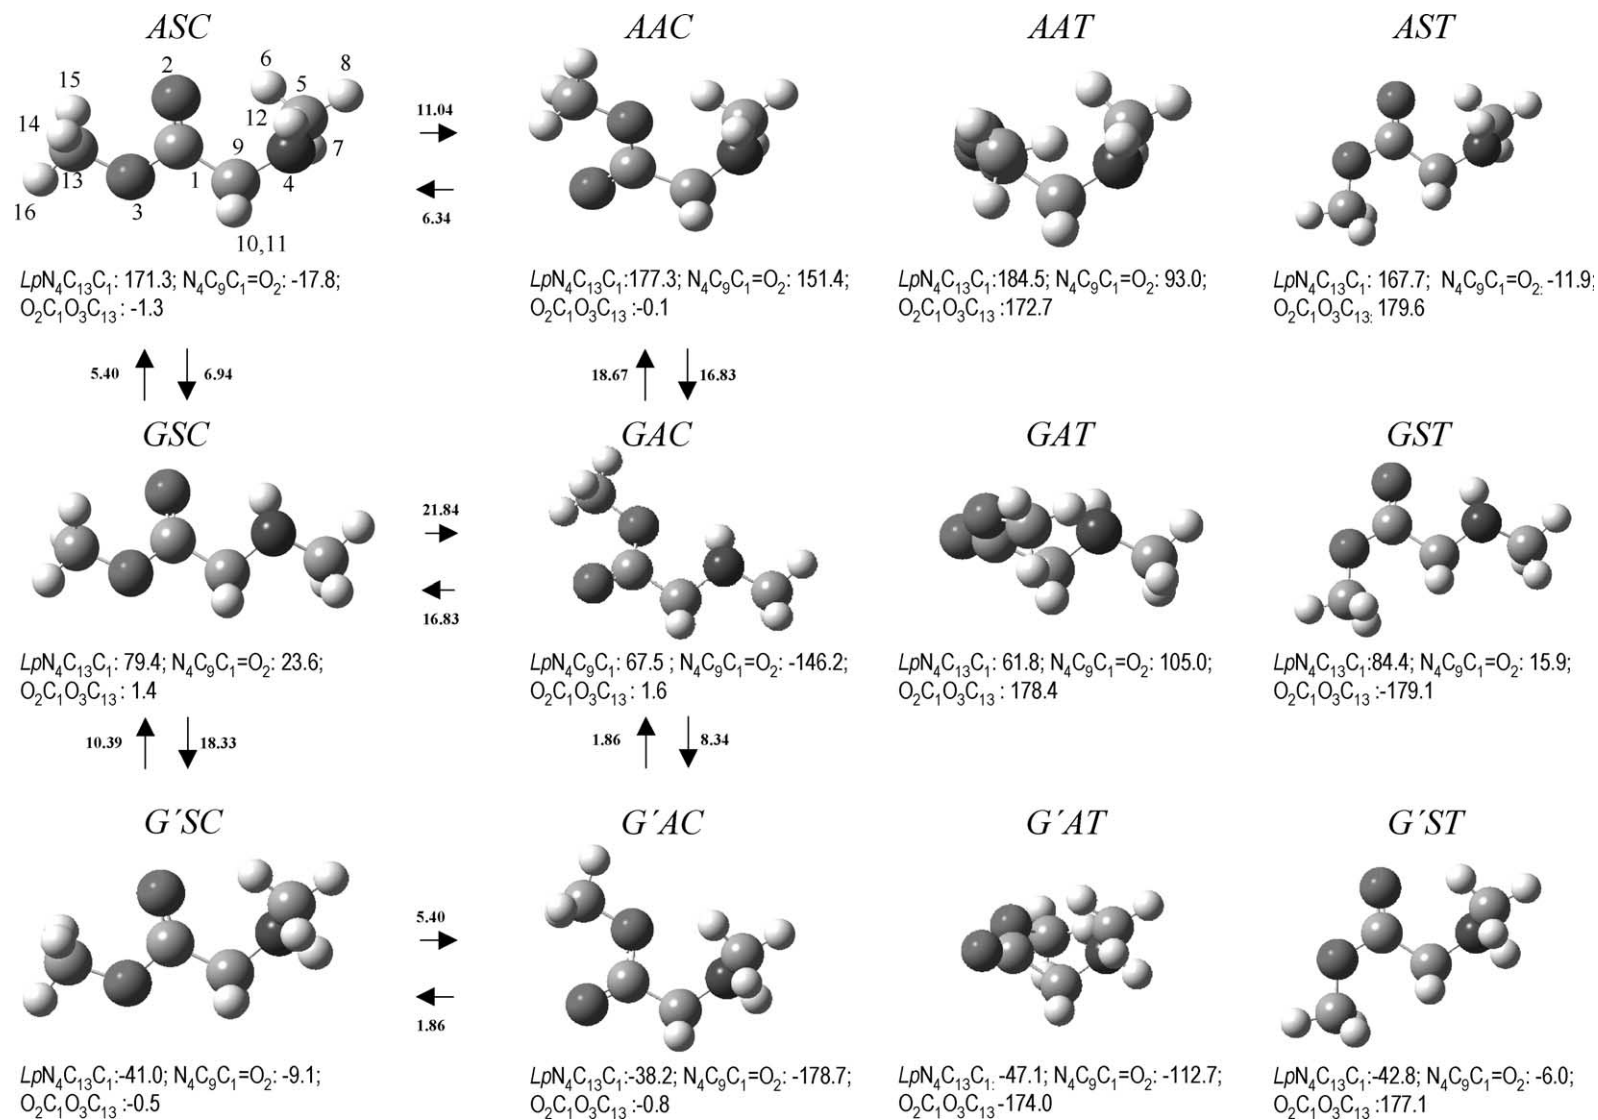 ASC AAC AAT AST
2
6
8
15
5
14
12
11.04
9
7
13
1
4
16
3
6.34
10,11
LpN4C13C1: 171.3; N4C9C1=O2: -17.8;
O2C1O3C13 : -1.3
LpN4C13C1:177.3; N4C9C1=O2: 151.4;
O2C1O3C13 :-0.1
LpN4C13C1:184.5; N4C9C1=O2: 93.0;
O2C1O3C13 :172.7
LpN4C13C1: 167.7; N4C9C1=O2: -11.9;
O2C1O3C13: 179.6
5.40 6.94 18.67 16.83
GSC GAC GAT GST
21.84
16.83
LpN4C13C1: 79.4; N4C9C1=O2: 23.6;
O2C1O3C13 : 1.4
LpN4C9C1: 67.5 ; N4C9C1=O2: -146.2;
O2C1O3C13 : 1.6
LpN4C13C1: 61.8; N4C9C1=O2: 105.0;
O2C1O3C13 : 178.4
LpN4C13C1:84.4; N4C9C1=O2: 15.9;
O2C1O3C13 :-179.1
10.39 18.33 1.86 8.34
G´SC G´AC G´AT G´ST
5.40
1.86
LpN4C13C1:-41.0; N4C9C1=O2: -9.1;
O2C1O3C13 :-0.5
LpN4C13C1:-38.2; N4C9C1=O2: -178.7;
O2C1O3C13 :-0.8
LpN4C13C1: -47.1; N4C9C1=O2: -112.7;
O2C1O3C13 -174.0
LpN4C13C1:-42.8; N4C9C1=O2: -6.0;
O2C1O3C13 :177.1